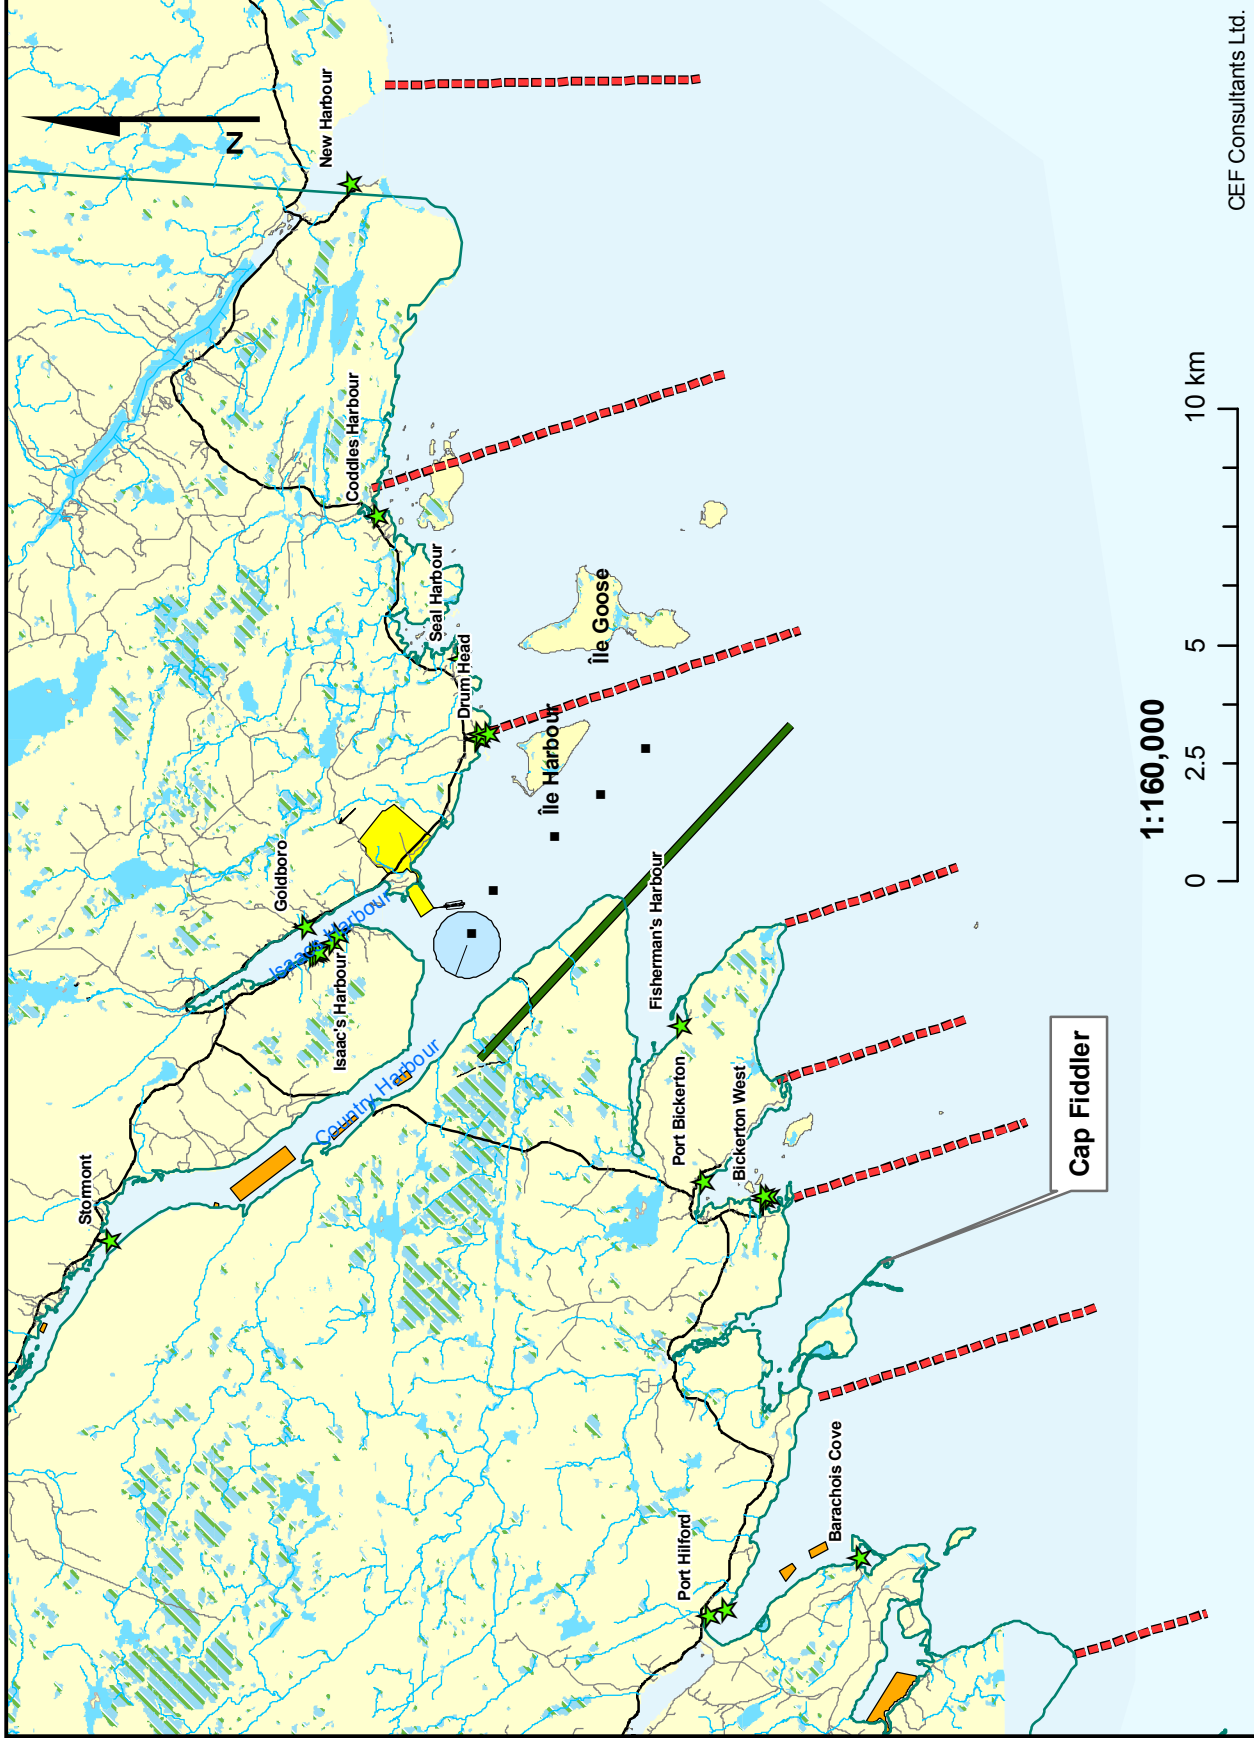 New Harbour
N
Coddles Harbour
Seal Harbour
Drum Head
Île Goose
Île Harbour
Goldboro
Isaac's Harbour
Isaac's Harbour
Country Harbour
Stormont
Fisherman's Harbour
Port Bickerton
Bickerton West
Cap Fiddler
Port Hilford
Barachois Cove
1:160,000
0 2.5 5 10 km
CEF Consultants Ltd.